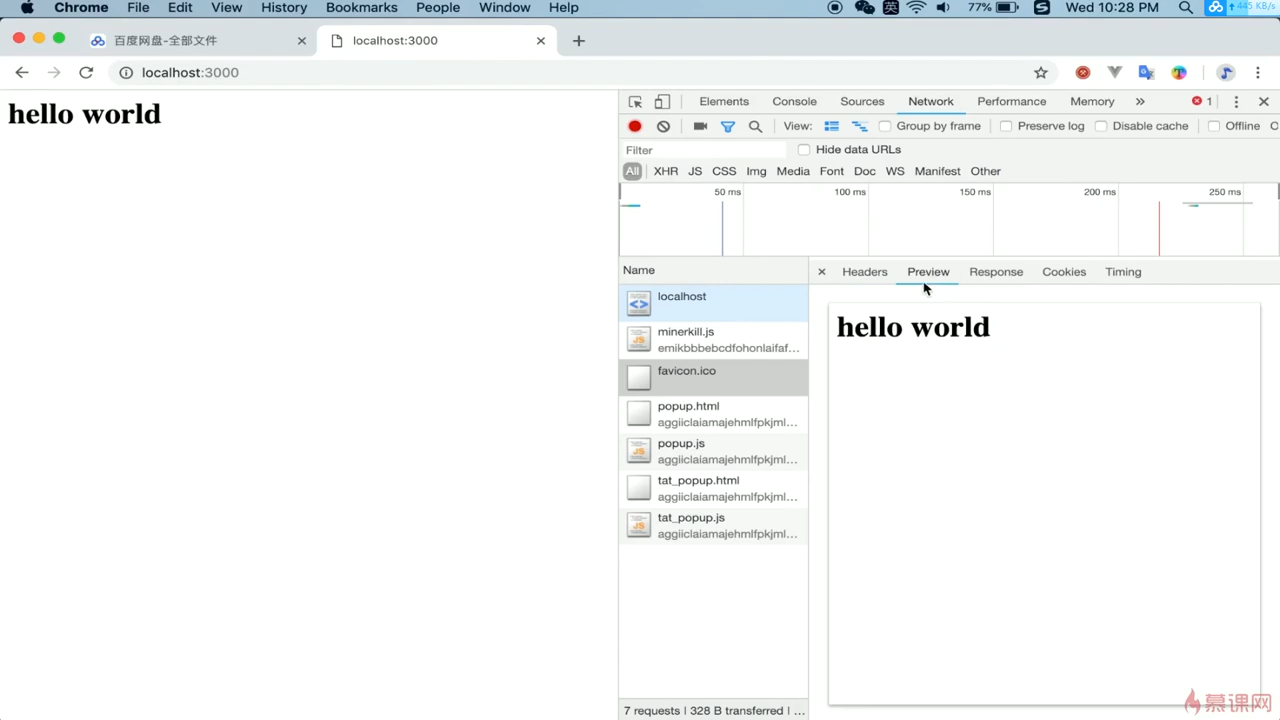 Chrome File Edit View History Bookmarks People Window Help 英 77% Wed 10:28 PM 445 KB/s
百度网盘-全部文件 localhost:3000
localhost:3000
hello world
Elements Console Sources Network Performance Memory » 1
View: Group by frame Preserve log Disable cache Offline
Filter Hide data URLs
All XHR JS CSS Img Media Font Doc WS Manifest Other
50 ms 100 ms 150 ms 200 ms 250 ms
Name Headers Preview Response Cookies Timing
localhost
minerkill.js
emikbbbebcdfohonlaifaf...
favicon.ico
popup.html
aggiiclaiamajehmlfpkjml...
popup.js
aggiiclaiamajehmlfpkjml...
tat_popup.html
aggiiclaiamajehmlfpkjml...
tat_popup.js
aggiiclaiamajehmlfpkjml...
hello world
7 requests | 328 B transferred | ...
慕课网